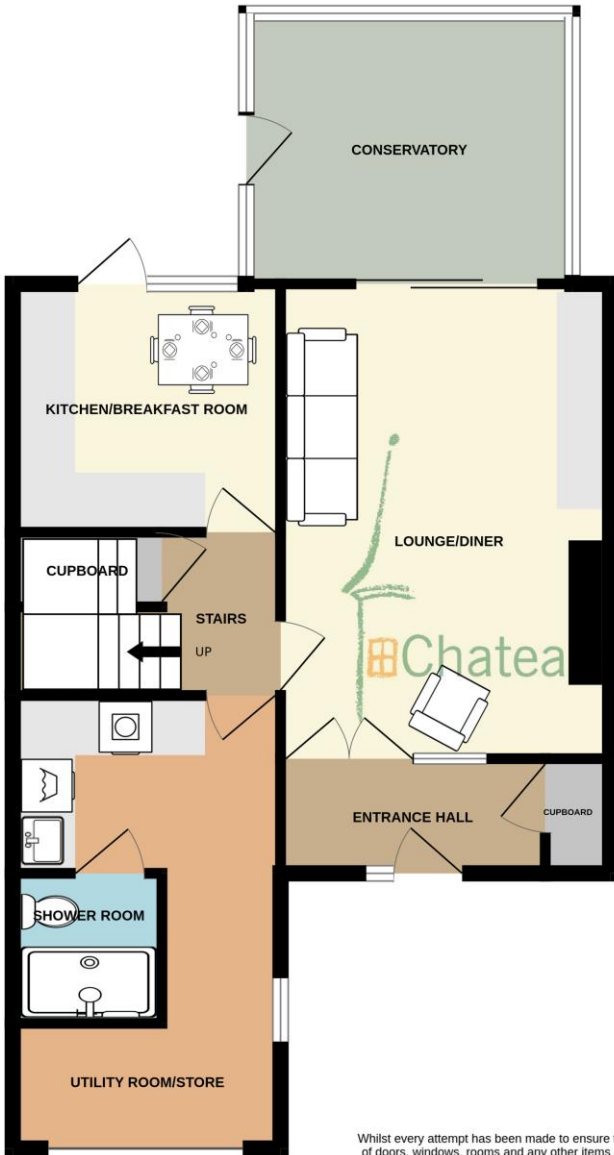 CONSERVATORY
KITCHEN/BREAKFAST ROOM
LOUNGE/DINER
CUPBOARD
STAIRS
UP
Chatea
ENTRANCE HALL
CUPBOARD
SHOWER ROOM
UTILITY ROOM/STORE
Whilst every attempt has been made to ensure
of doors, windows, rooms and any other items